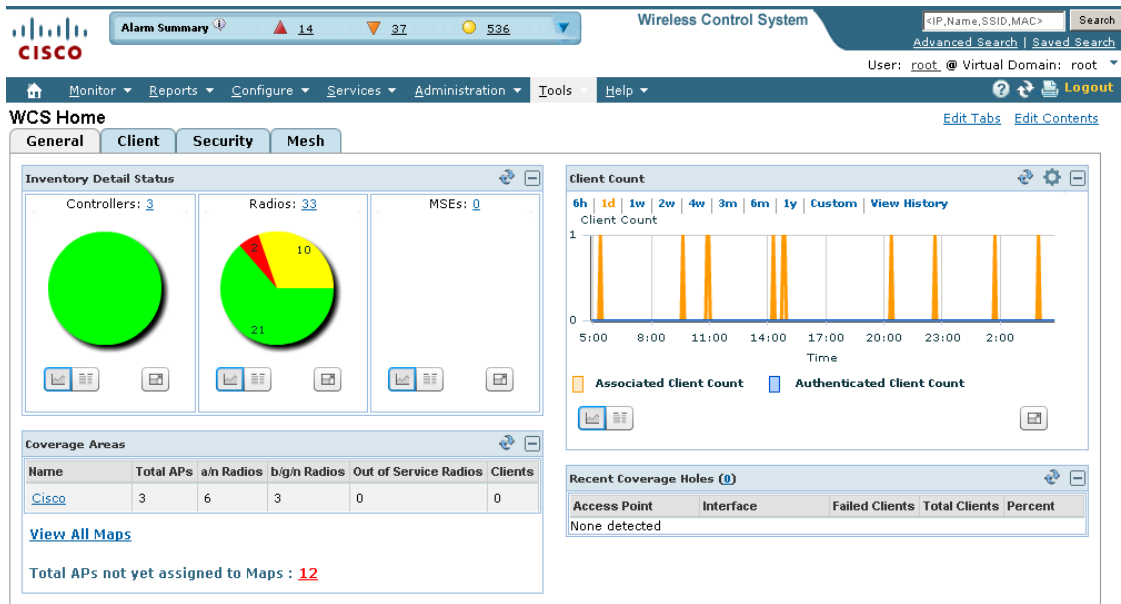 CISCO
Alarm Summary 14 37 536
Wireless Control System
<IP,Name,SSID,MAC> Search
Advanced Search | Saved Search
User: root @ Virtual Domain: root
Monitor Reports Configure Services Administration Tools Help Logout
WCS Home
Edit Tabs Edit Contents
General Client Security Mesh
Inventory Detail Status
Controllers: 3 Radios: 33 MSEs: 0
2
10
21
Client Count
6h | 1d | 1w | 2w | 4w | 3m | 6m | 1y | Custom | View History
Client Count
1
0
5:00 8:00 11:00 14:00 17:00 20:00 23:00 2:00
Time
Associated Client Count Authenticated Client Count
Coverage Areas
Name Total APs a/n Radios b/g/n Radios Out of Service Radios Clients
Cisco 3 6 3 0 0
View All Maps
Total APs not yet assigned to Maps : 12
Recent Coverage Holes (0)
Access Point Interface Failed Clients Total Clients Percent
None detected